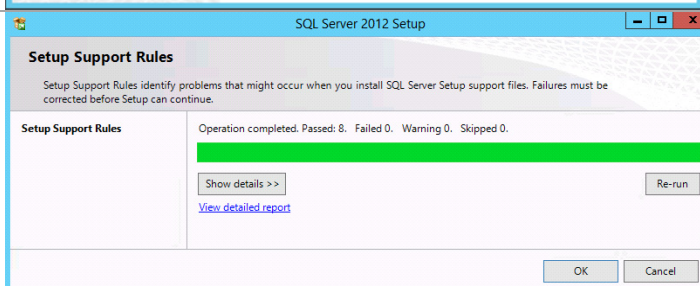 SQL Server 2012 Setup
Setup Support Rules
Setup Support Rules identify problems that might occur when you install SQL Server Setup support files. Failures must be
corrected before Setup can continue.
Setup Support Rules
Operation completed. Passed: 8. Failed 0. Warning 0. Skipped 0.
Show details >>
Re-run
View detailed report
OK
Cancel